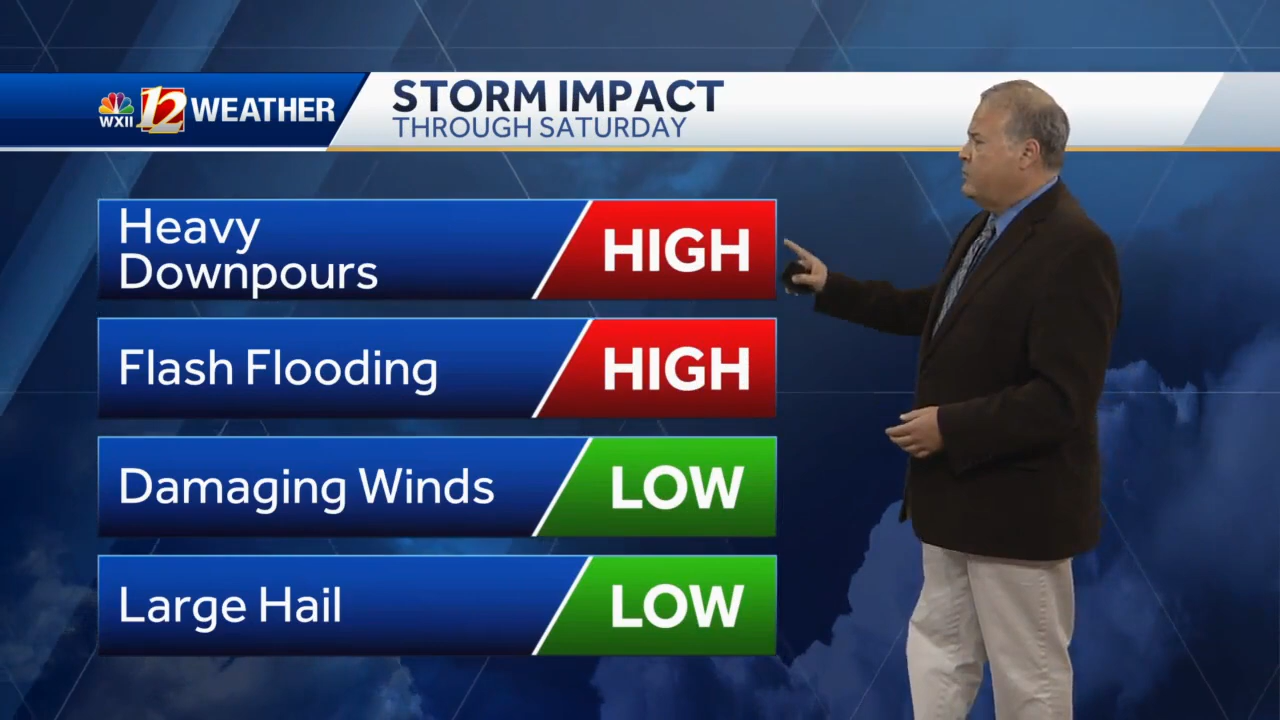 WXII 12 WEATHER
STORM IMPACT
THROUGH SATURDAY
Heavy
Downpours
HIGH
Flash Flooding
HIGH
Damaging Winds
LOW
Large Hail
LOW